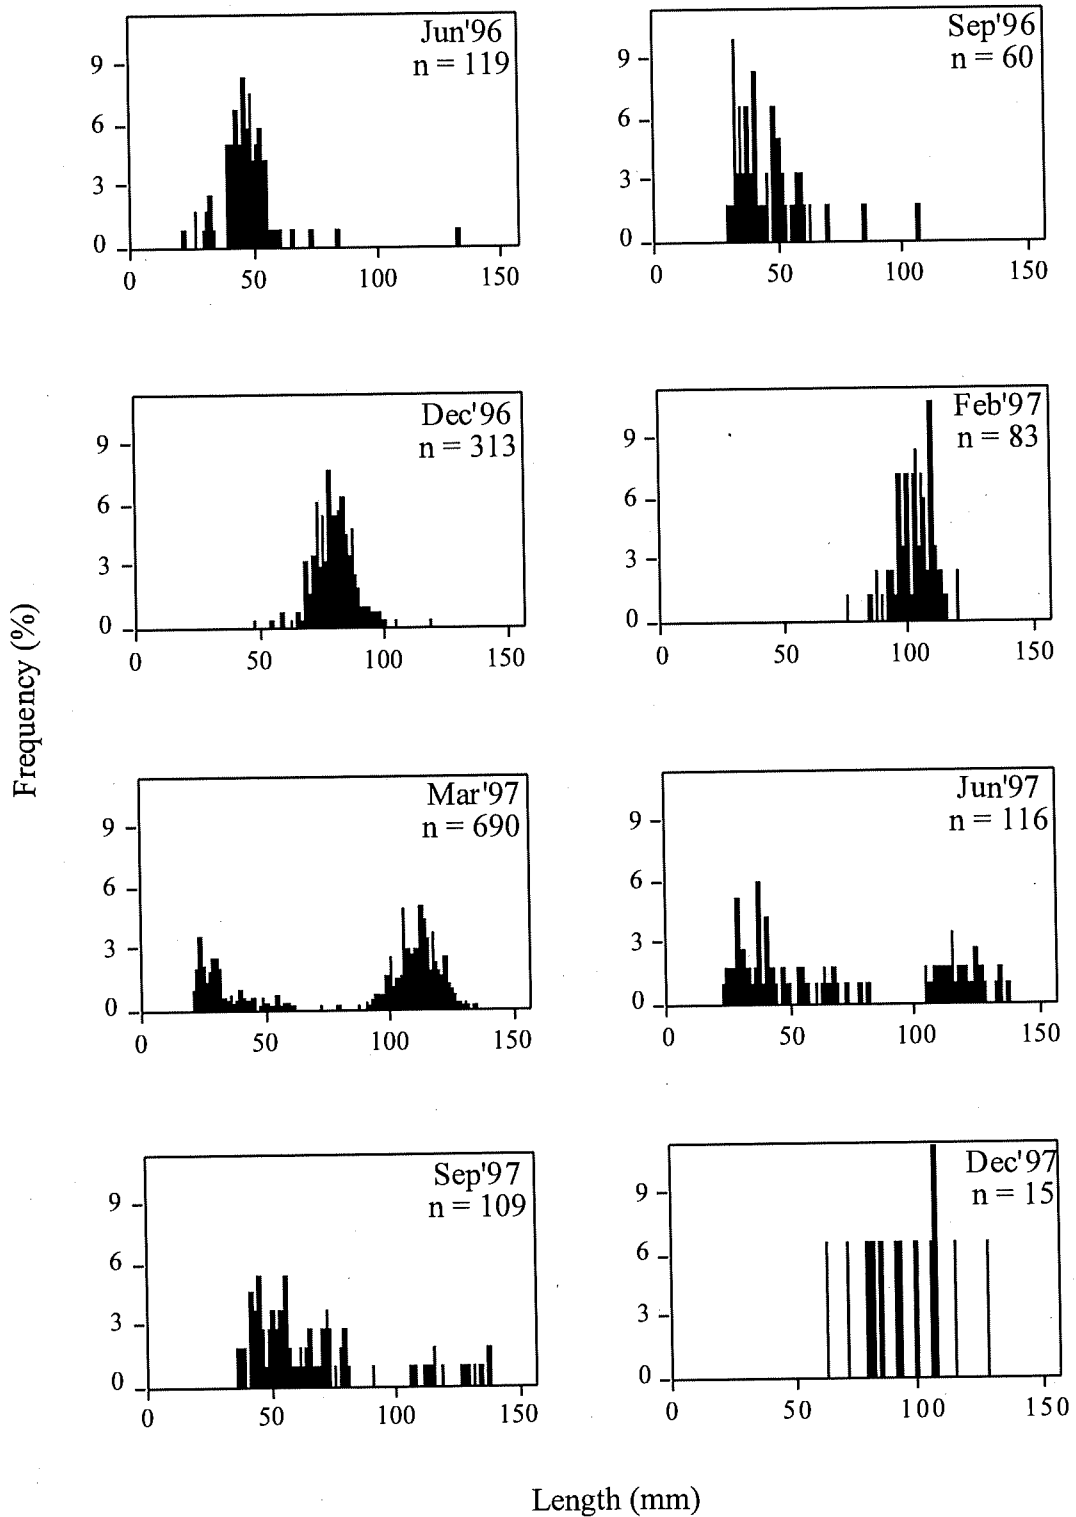 Jun'96
n = 119
9
6
3
0
0 50 100 150
Sep'96
n = 60
9
6
3
0
0 50 100 150
Dec'96
n = 313
9
6
3
0
0 50 100 150
Feb'97
n = 83
9
6
3
0
0 50 100 150
Frequency (%)
Mar'97
n = 690
9
6
3
0
0 50 100 150
Jun'97
n = 116
9
6
3
0
0 50 100 150
Sep'97
n = 109
9
6
3
0
0 50 100 150
Dec'97
n = 15
9
6
3
0
0 50 100 150
Length (mm)